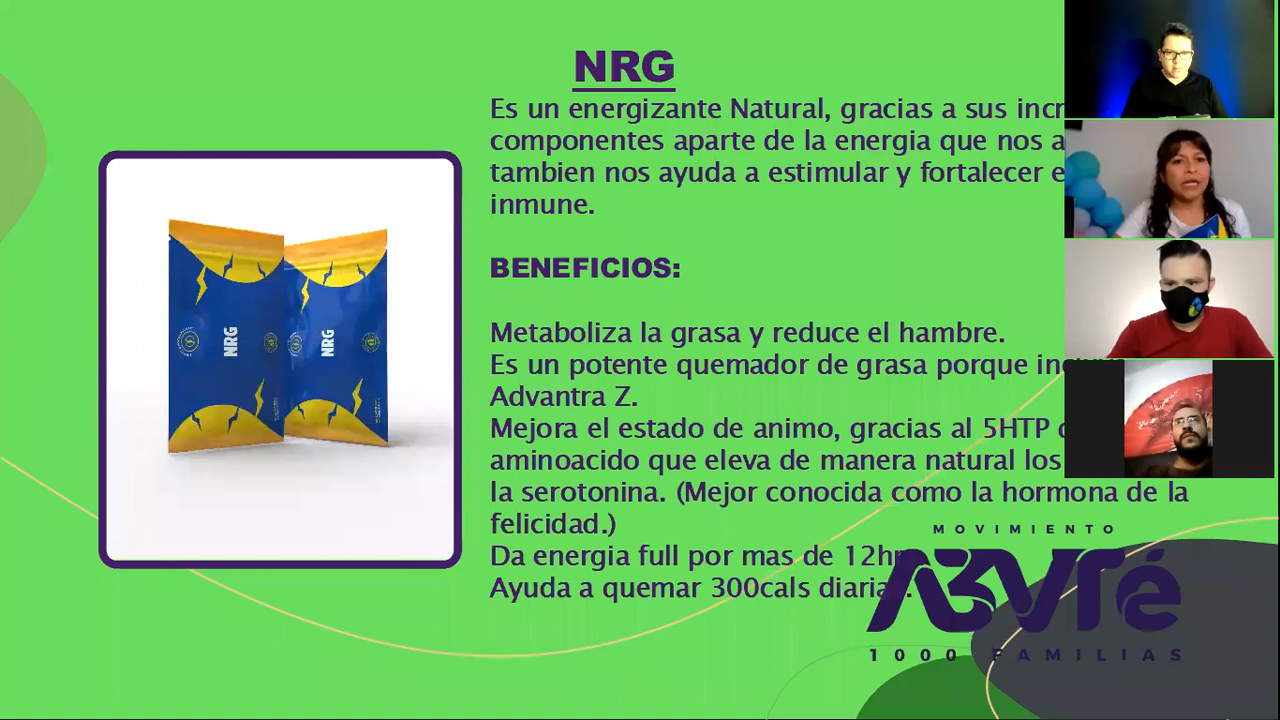 NRG
Es un energizante Natural, gracias a sus
componentes aparte de la energia que nos
tambien nos ayuda a estimular y fortalecer
inmune.
BENEFICIOS:
Metaboliza la grasa y reduce el hambre.
Es un potente quemador de grasa porque
Advantra Z.
Mejora el estado de animo, gracias al 5HTP
aminoacido que eleva de manera natural los
la serotonina. (Mejor conocida como la hormona de la
felicidad.)
Da energia full por mas de 12hr
Ayuda a quemar 300cals diaria
NRG
NRG
MOVIMIENTO
A3VTé
1000 FAMILIAS